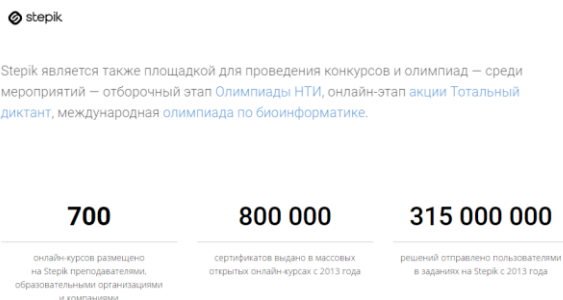 stepik
Stepik является также площадкой для проведения конкурсов и олимпиад — среди
мероприятий — отборочный этап Олимпиады НТИ, онлайн-этап акции Тотальный
диктант, международная олимпиада по биоинформатике.
700
800 000
315 000 000
онлайн-курсов размещено
на Stepik преподавателями,
образовательными организациями
и компаниями
сертификатов выдано в массовых
открытых онлайн-курсах с 2013 года
решений отправлено пользователями
в заданиях на Stepik с 2013 года